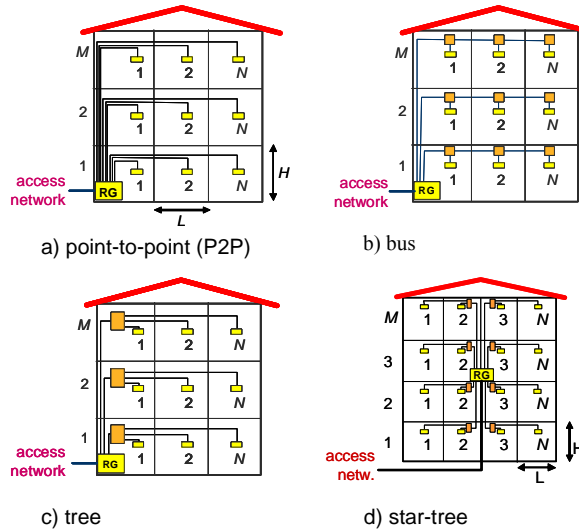 M
1 2 N
2
1 2 N
H
1
access
network
RG
1 2 N
L
a) point-to-point (P2P)
M
1 2 N
2
1 2 N
1
access
network
RG
1 2 N
b) bus
M
1 2 N
2
1 2 N
1
access
network
RG
1 2 N
c) tree
M
1 2 3 N
3
1 2 3 N
RG
2
1 2 3 N
1
1 2 3 N
H
access
netw.
L
d) star-tree